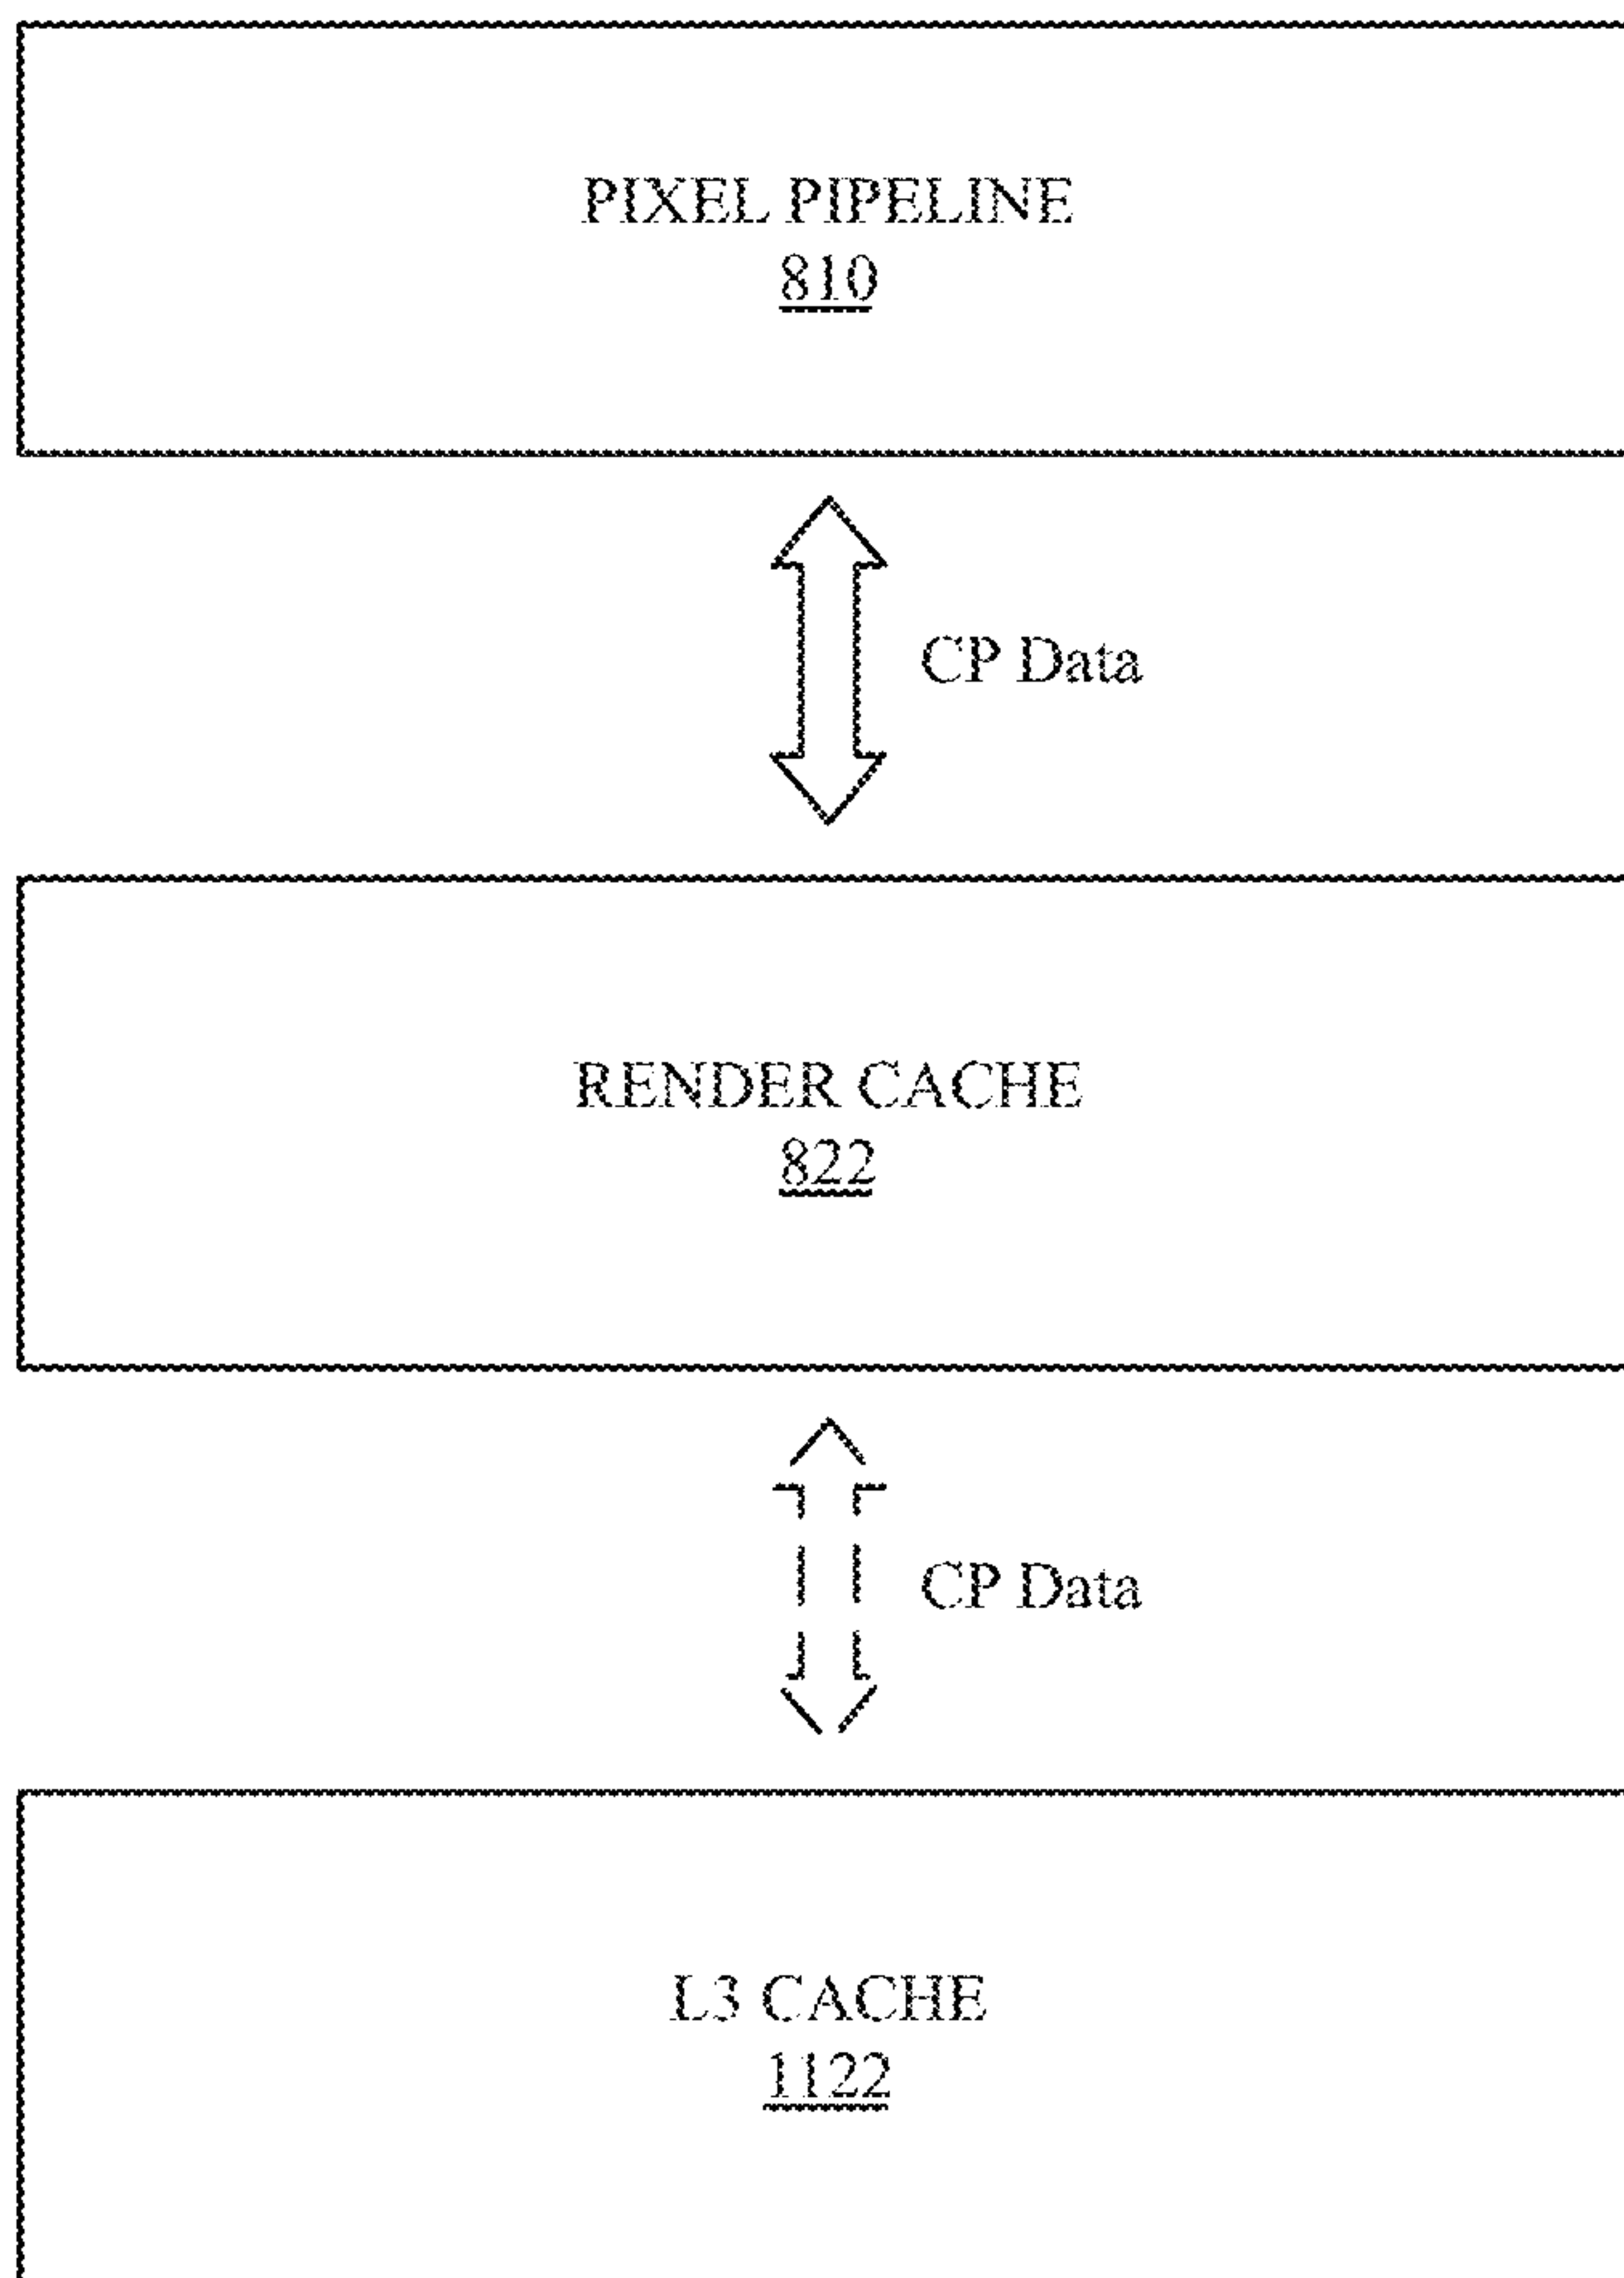 PIXEL PIPELINE
810
CP Data
RENDER CACHE
822
CP Data
L3 CACHE
1122